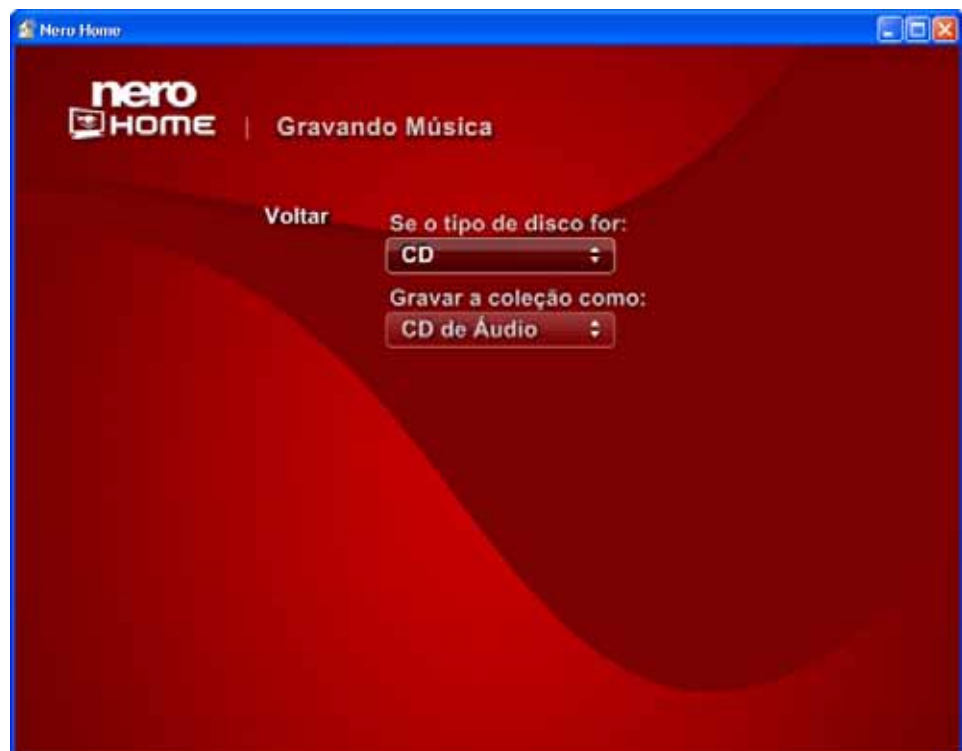 Nero Home
nero
HOME | Gravando Música
Voltar
Se o tipo de disco for:
CD
Gravar a coleção como:
CD de Áudio